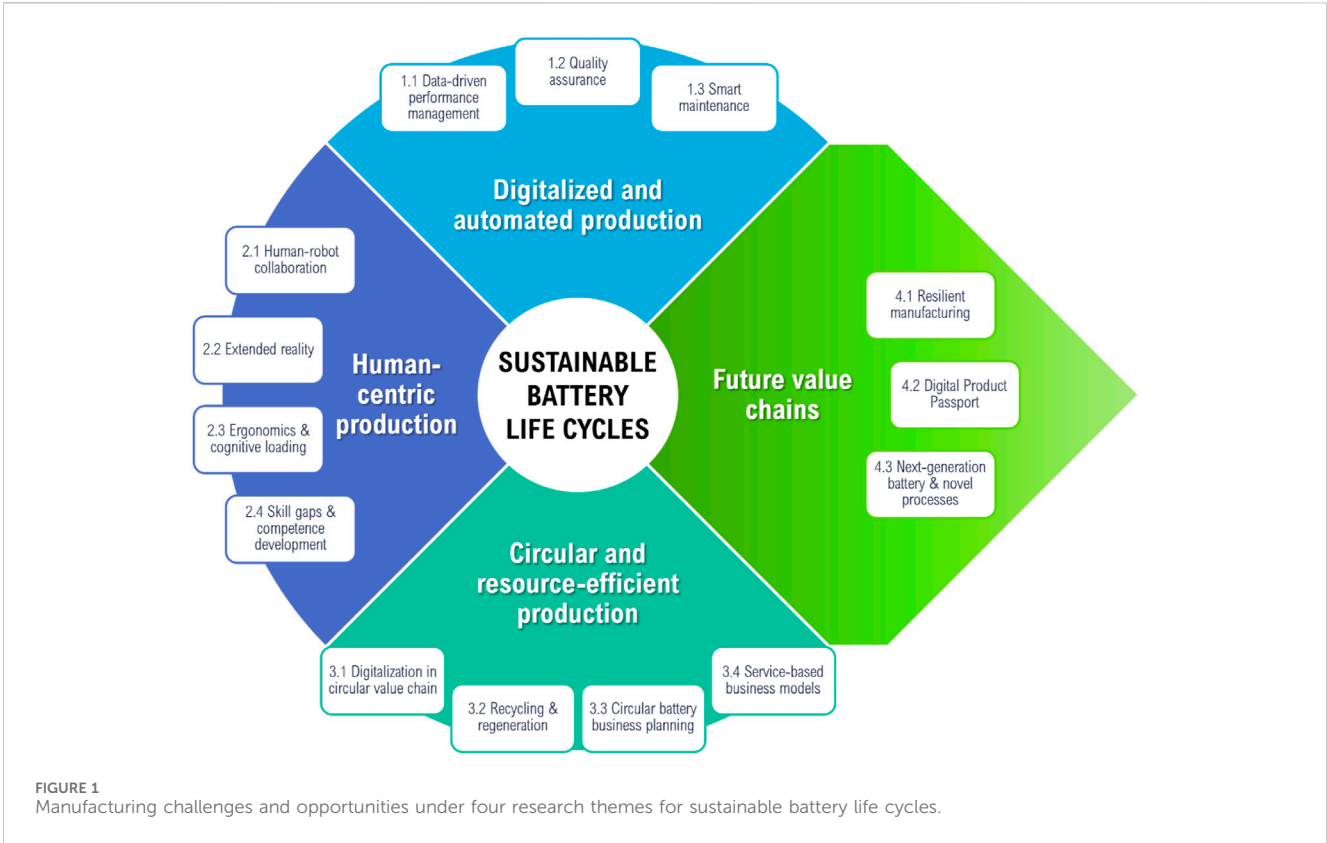 1.1 Data-driven
performance
management
1.2 Quality
assurance
1.3 Smart
maintenance
Digitalized and
automated production
2.1 Human-robot
collaboration
2.2 Extended reality
2.3 Ergonomics &
cognitive loading
2.4 Skill gaps &
competence
development
Human-
centric
production
SUSTAINABLE
BATTERY
LIFE CYCLES
Future value
chains
4.1 Resilient
manufacturing
4.2 Digital Product
Passport
4.3 Next-generation
battery & novel
processes
Circular and
resource-efficient
production
3.1 Digitalization in
circular value chain
3.2 Recycling &
regeneration
3.3 Circular battery
business planning
3.4 Service-based
business models
FIGURE 1
Manufacturing challenges and opportunities under four research themes for sustainable battery life cycles.